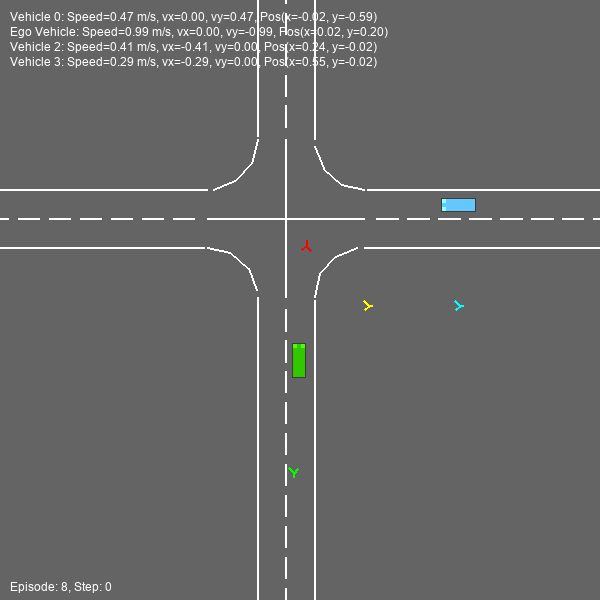 Vehicle 0: Speed=0.47 m/s, vx=0.00, vy=0.47, Pos(x=-0.02, y=-0.59)
Ego Vehicle: Speed=0.99 m/s, vx=0.00, vy=-0.99, Pos(x=0.02, y=0.20)
Vehicle 2: Speed=0.41 m/s, vx=-0.41, vy=0.00, Pos(x=0.24, y=-0.02)
Vehicle 3: Speed=0.29 m/s, vx=-0.29, vy=0.00, Pos(x=0.55, y=-0.02)
Episode: 8, Step: 0